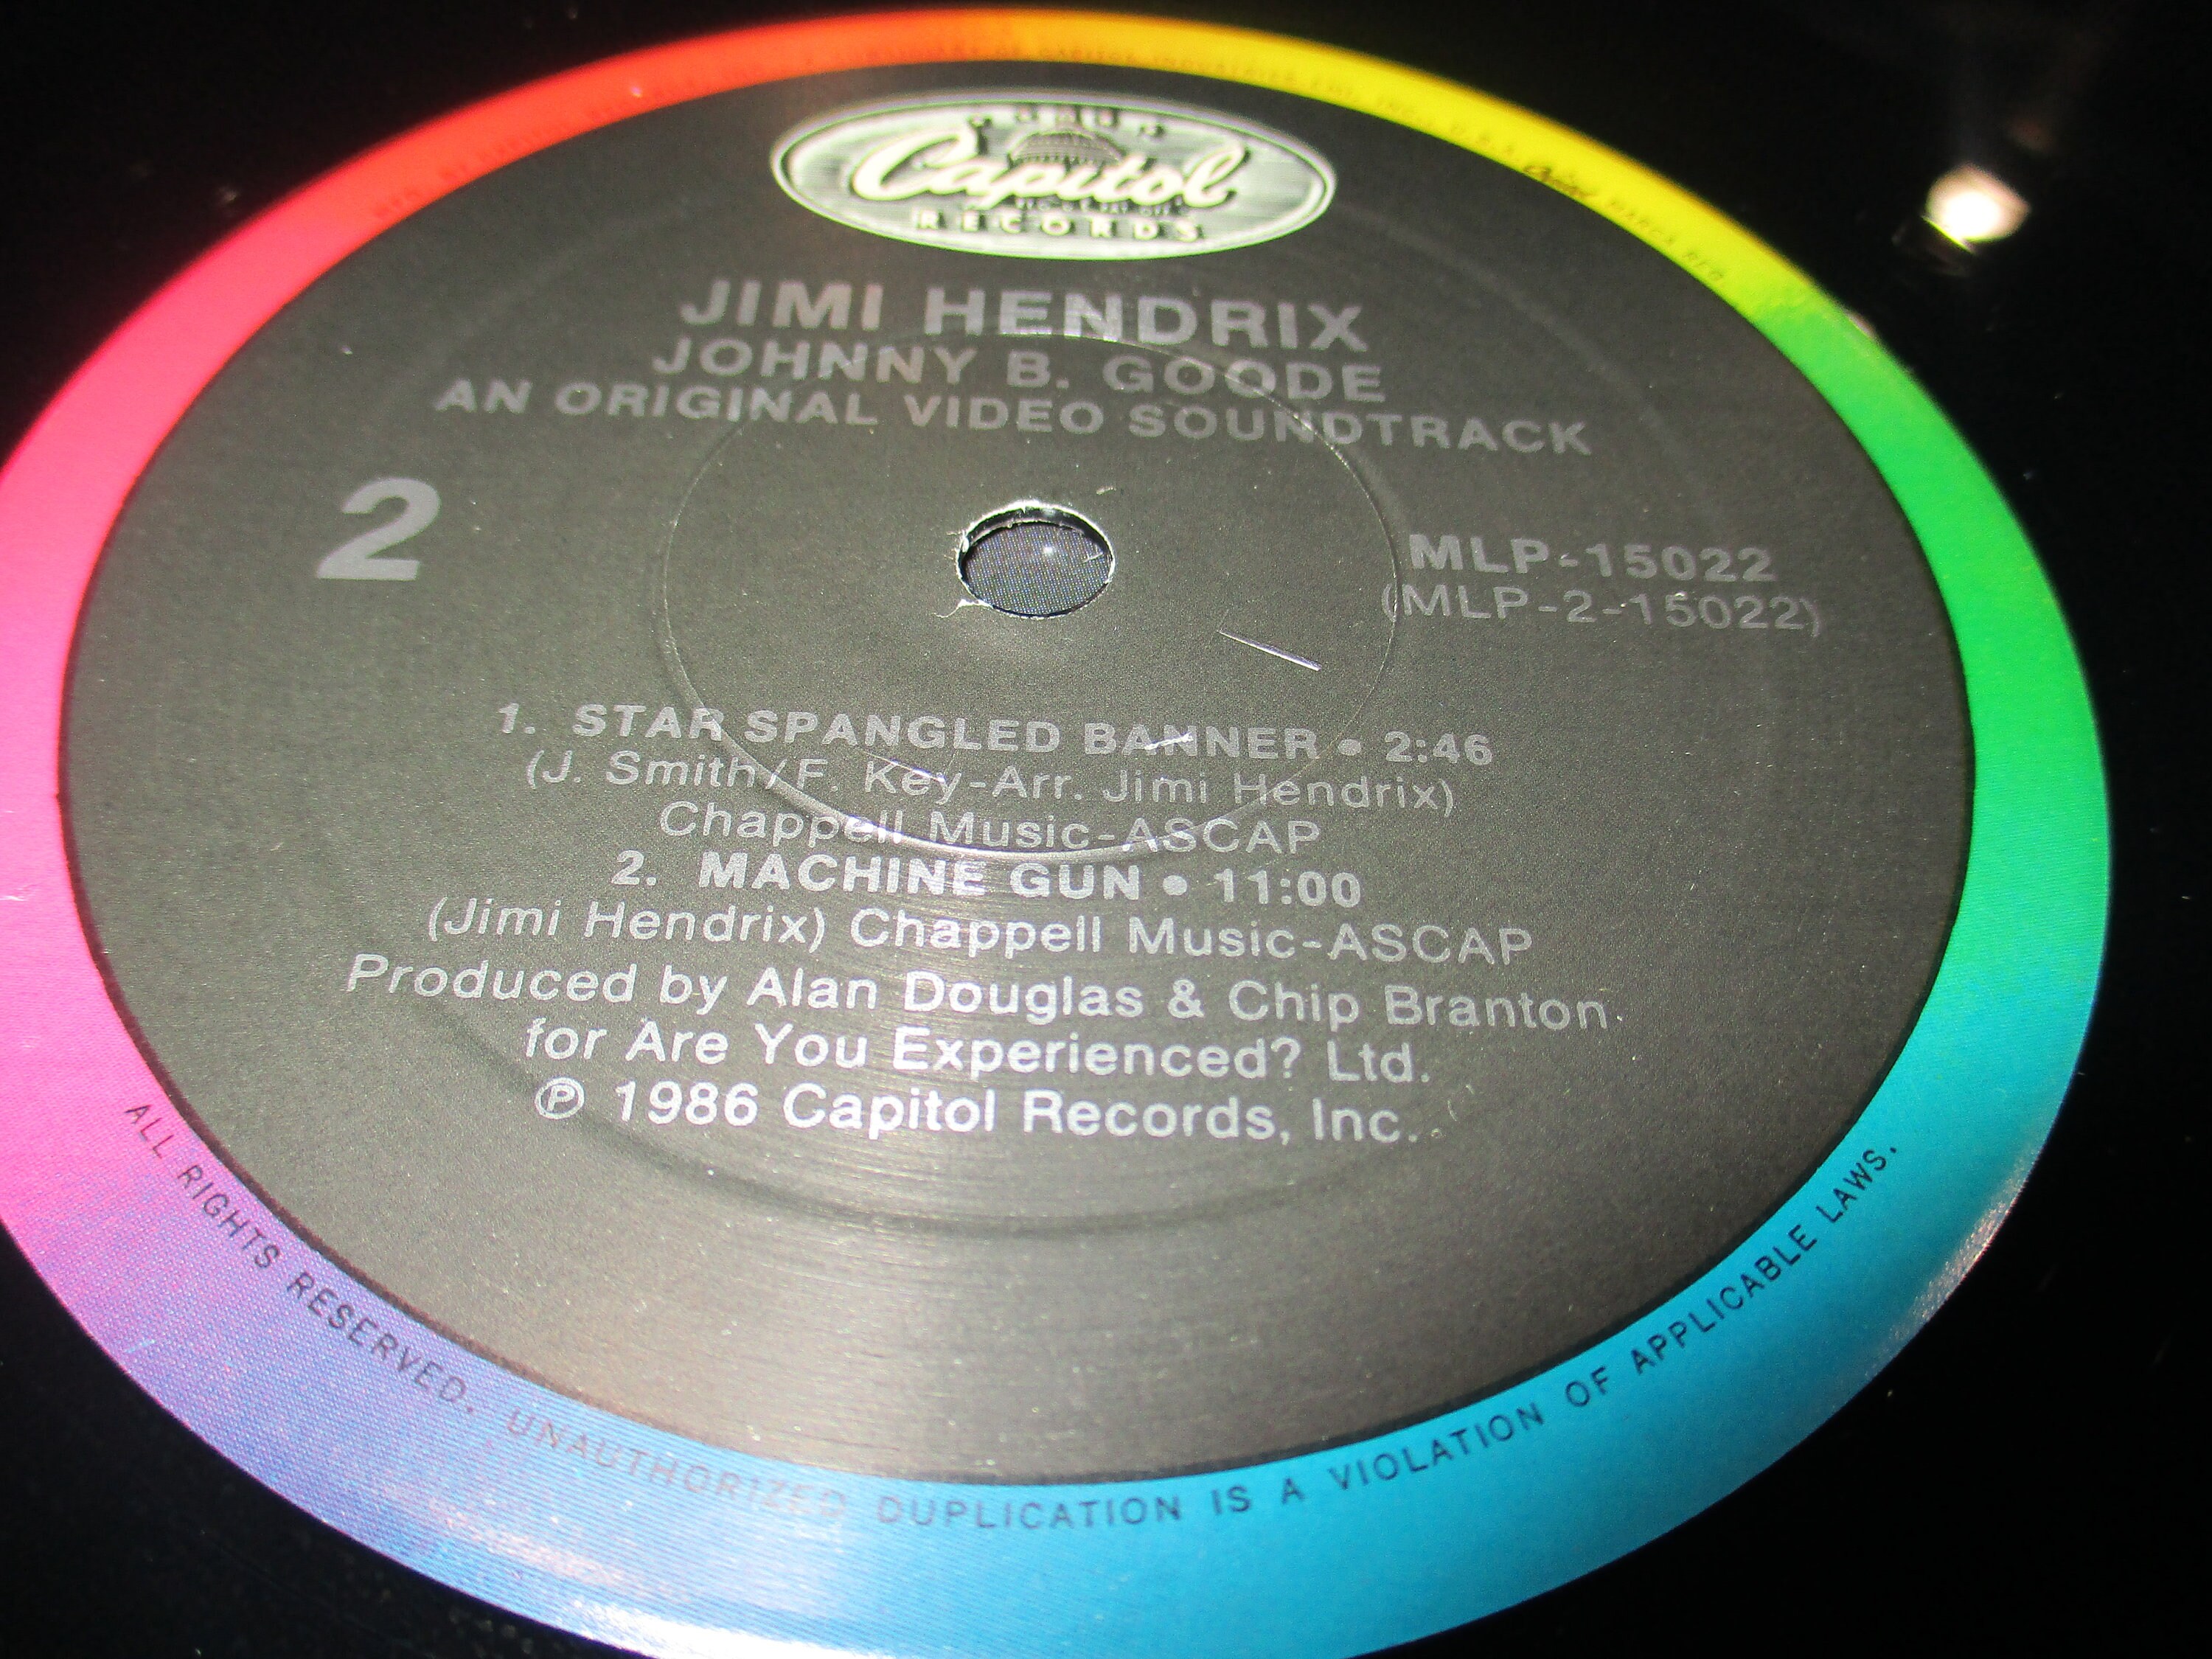 Capitol
RECORDS
JIMI HENDRIX
JOHNNY B. GOODE
AN ORIGINAL VIDEO SOUNDTRACK
2
MLP-15022
(MLP-2-15022)
1. STAR SPANGLED BANNER • 2:46
(J. Smith/F. Key-Arr. Jimi Hendrix)
Chappell Music-ASCAP
2. MACHINE GUN • 11:00
(Jimi Hendrix) Chappell Music-ASCAP
Produced by Alan Douglas & Chip Branton
for Are You Experienced? Ltd.
℗ 1986 Capitol Records, Inc.
ALL RIGHTS RESERVED. UNAUTHORIZED DUPLICATION IS A VIOLATION OF APPLICABLE LAWS.